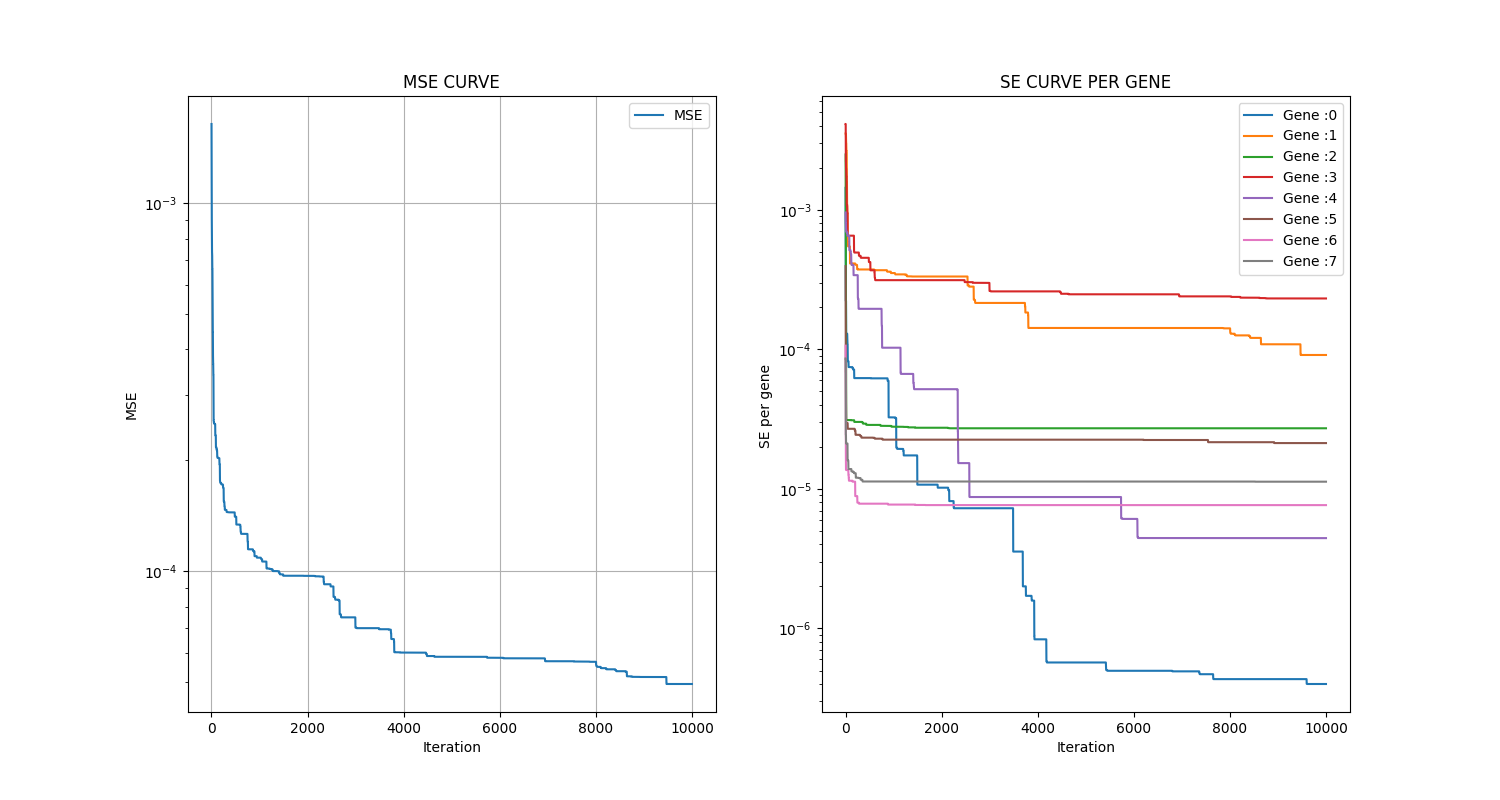 MSE CURVE
MSE
10⁻³
10⁻⁴
MSE
0 2000 4000 6000 8000 10000
Iteration
SE CURVE PER GENE
Gene :0
Gene :1
Gene :2
Gene :3
Gene :4
Gene :5
Gene :6
Gene :7
10⁻³
10⁻⁴
10⁻⁵
10⁻⁶
SE per gene
0 2000 4000 6000 8000 10000
Iteration